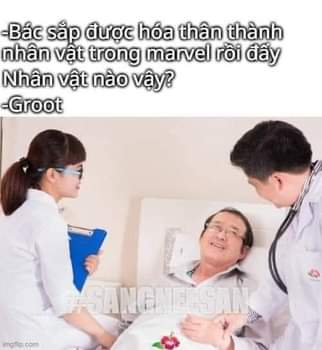 -Bác sắp được hóa thân thành
nhân vật trong marvel rồi đấy
Nhân vật nào vậy?
-Groot
#SANGNEESAN
imgflip.com